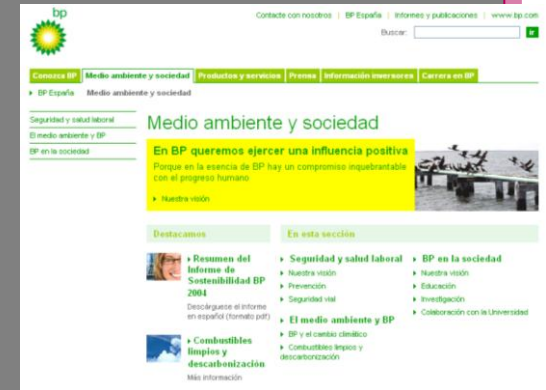 bp
Contacte con nosotros | BP España | Informes y publicaciones | www.bp.com
Buscar: ir
Conozca BP Medio ambiente y sociedad Productos y servicios Prensa Información inversores Carrera en BP
BP España Medio ambiente y sociedad
Seguridad y salud laboral
El medio ambiente y BP
BP en la sociedad
Medio ambiente y sociedad
En BP queremos ejercer una influencia positiva
Porque en la esencia de BP hay un compromiso inquebrantable
con el progreso humano
Nuestra visión
Destacamos
Resumen del
Informe de
Sostenibilidad BP
2004
Descárguese el informe
en español (formato pdf)
Combustibles
limpios y
descarbonización
Más información
En esta sección
Seguridad y salud laboral
Nuestra visión
Prevención
Seguridad vial
El medio ambiente y BP
BP y el cambio climático
Combustibles limpios y
descarbonización
BP en la sociedad
Nuestra visión
Educación
Investigación
Colaboración con la Universidad